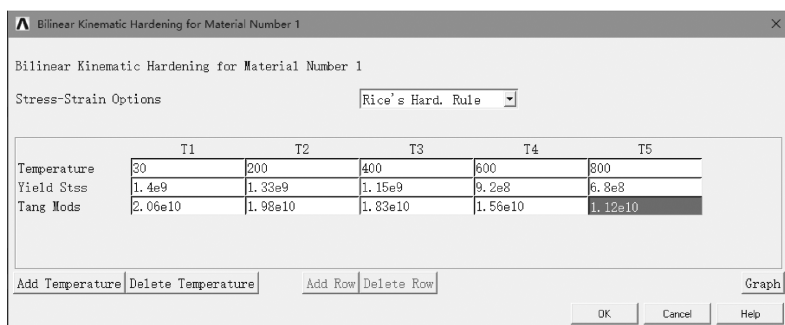 Bilinear Kinematic Hardening for Material Number 1
Bilinear Kinematic Hardening for Material Number 1
Stress-Strain Options Rice's Hard. Rule
T1 T2 T3 T4 T5
Temperature 30 200 400 600 800
Yield Stss 1.4e9 1.33e9 1.15e9 9.2e8 6.8e8
Tang Mods 2.06e10 1.98e10 1.83e10 1.56e10 1.12e10
Add Temperature Delete Temperature Add Row Delete Row Graph
OK Cancel Help